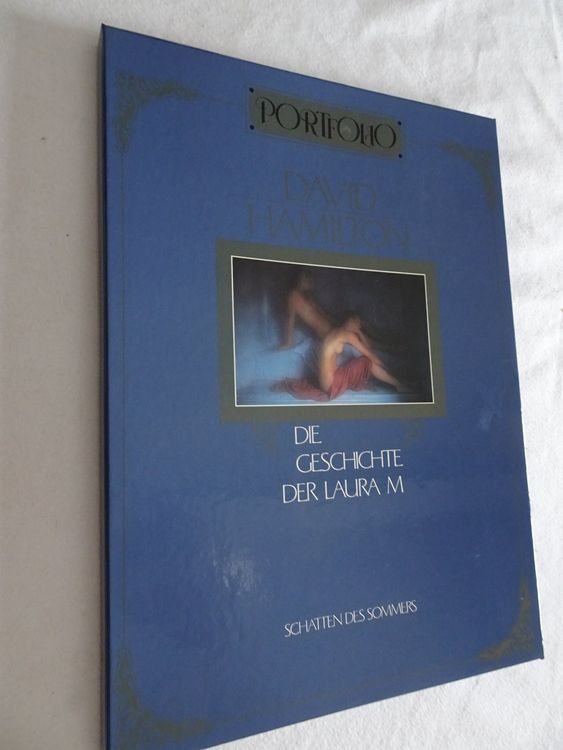 PORTFOLIO
DAVID
HAMILTON
DIE
GESCHICHTE
DER LAURA M
SCHATTEN DES SOMMERS